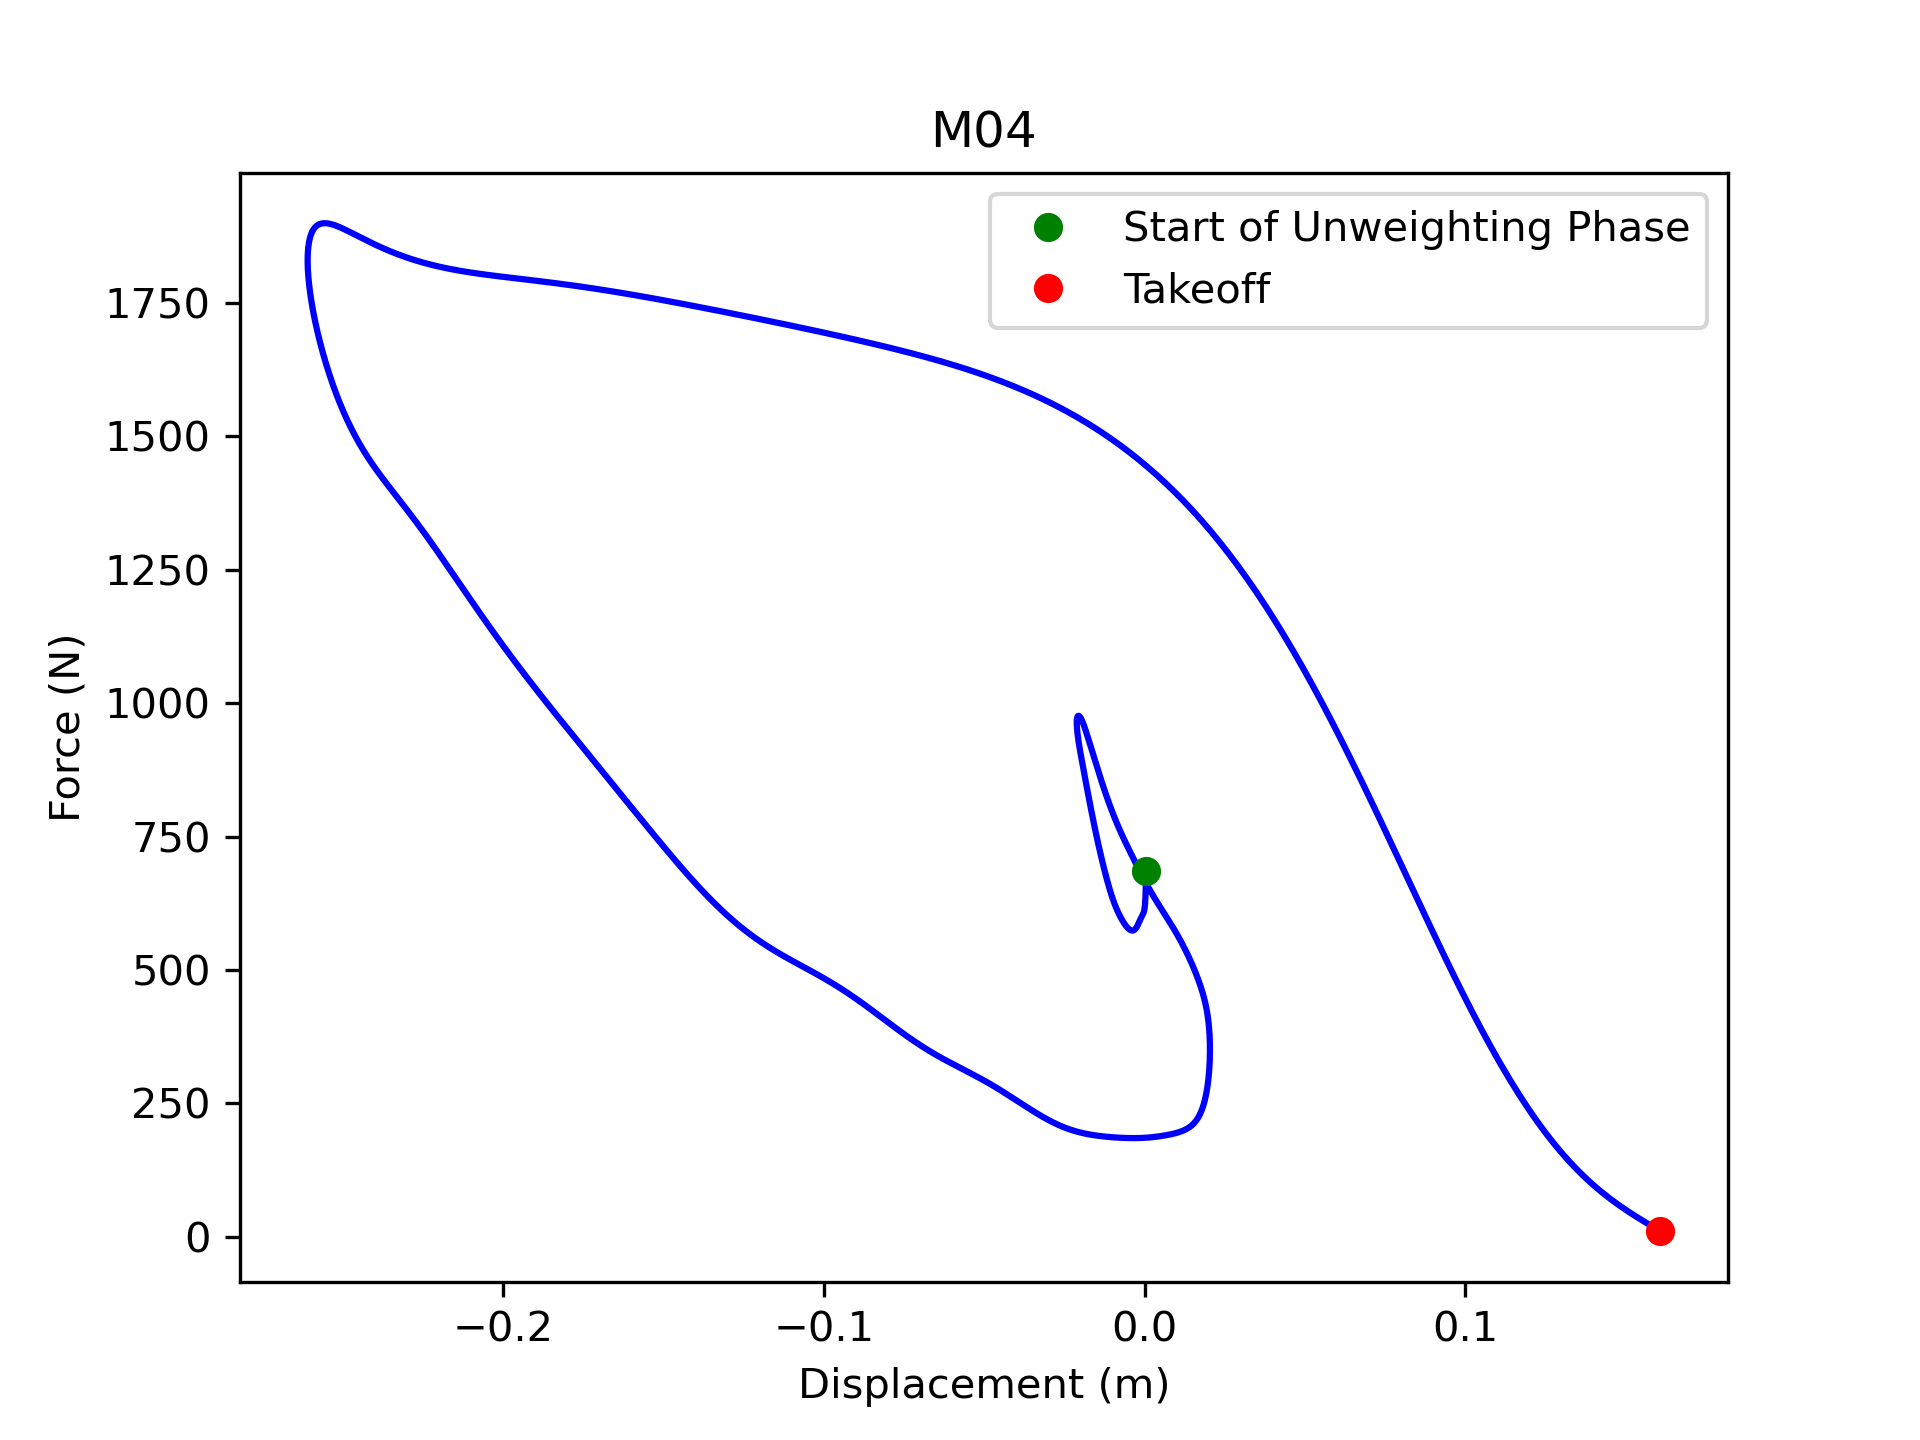 M04
Start of Unweighting Phase
Takeoff
Force (N)
1750
1500
1250
1000
750
500
250
0
−0.2 −0.1 0.0 0.1
Displacement (m)